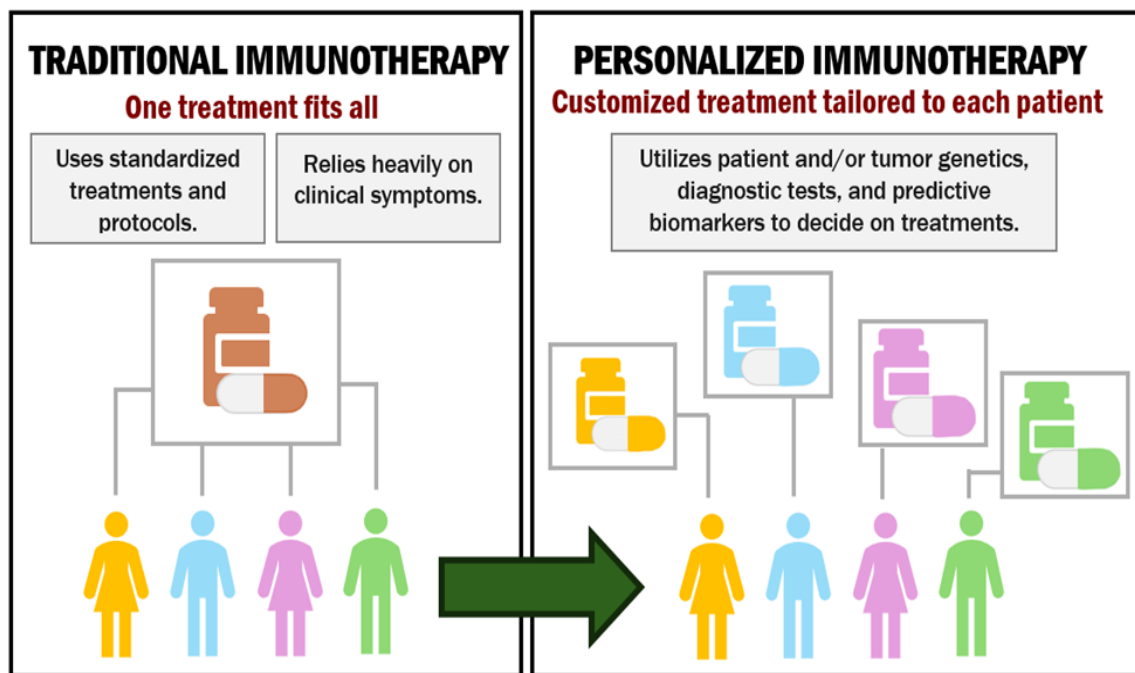 TRADITIONAL IMMUNOTHERAPY
One treatment fits all
Uses standardized
treatments and
protocols.
Relies heavily on
clinical symptoms.
PERSONALIZED IMMUNOTHERAPY
Customized treatment tailored to each patient
Utilizes patient and/or tumor genetics,
diagnostic tests, and predictive
biomarkers to decide on treatments.